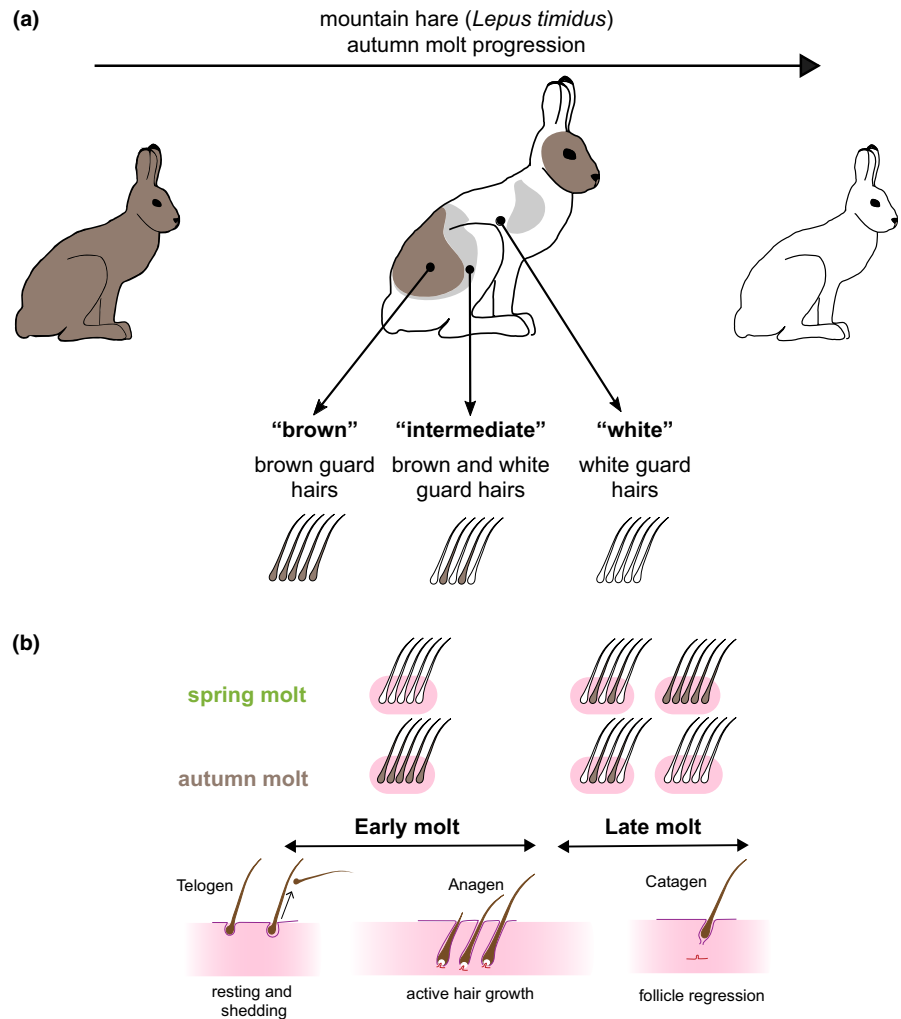 (a)
mountain hare (Lepus timidus)
autumn molt progression
“brown”
brown guard
hairs
“intermediate”
brown and white
guard hairs
“white”
white guard
hairs
(b)
spring molt
autumn molt
Early molt
Late molt
Telogen
Anagen
Catagen
resting and
shedding
active hair growth
follicle regression